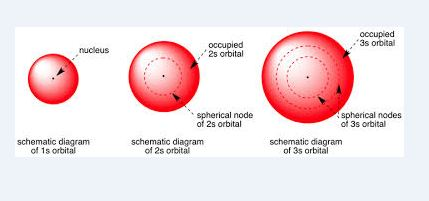 nucleus
occupied
2s orbital
occupied
3s orbital
spherical node
of 2s orbital
spherical nodes
of 3s orbital
schematic diagram
of 1s orbital
schematic diagram
of 2s orbital
schematic diagram
of 3s orbital